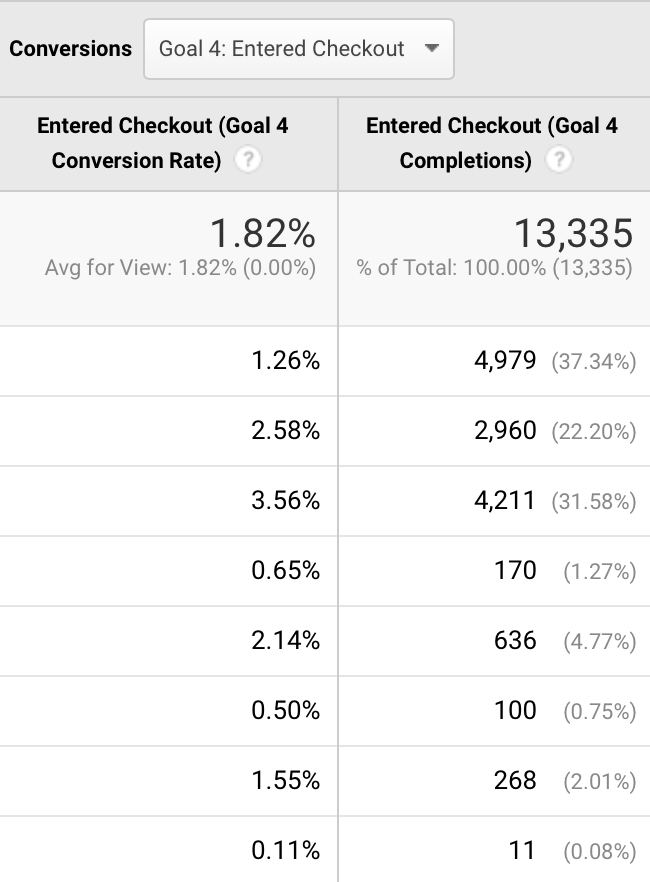 Conversions Goal 4: Entered Checkout
Entered Checkout (Goal 4 Conversion Rate) ?
Entered Checkout (Goal 4 Completions) ?
1.82% 13,335
Avg for View: 1.82% (0.00%) % of Total: 100.00% (13,335)
1.26% 4,979 (37.34%)
2.58% 2,960 (22.20%)
3.56% 4,211 (31.58%)
0.65% 170 (1.27%)
2.14% 636 (4.77%)
0.50% 100 (0.75%)
1.55% 268 (2.01%)
0.11% 11 (0.08%)